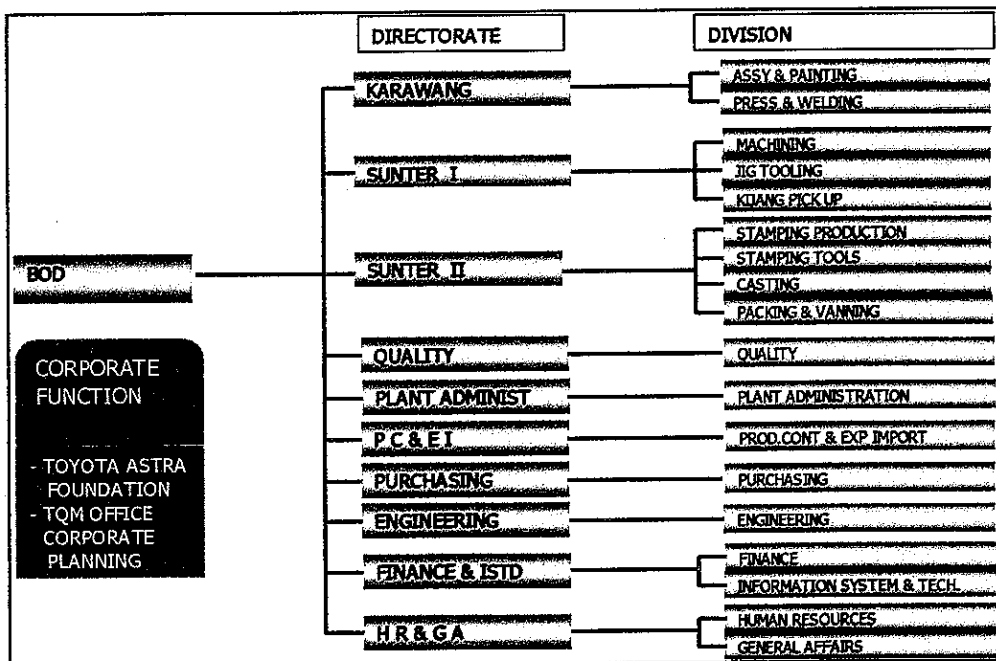 DIRECTORATE
DIVISION
KARAWANG
ASSY & PAINTING
PRESS & WELDING
SUNTER I
MACHINING
JIG TOOLING
KIJANG PICK UP
BOD
SUNTER II
STAMPING PRODUCTION
STAMPING TOOLS
CASTING
PACKING & VANNING
CORPORATE
FUNCTION
- TOYOTA ASTRA
FOUNDATION
- TQM OFFICE
CORPORATE
PLANNING
QUALITY
QUALITY
PLANT ADMINIST
PLANT ADMINISTRATION
P C & E I
PROD.CONT & EXP IMPORT
PURCHASING
PURCHASING
ENGINEERING
ENGINEERING
FINANCE & ISTD
FINANCE
INFORMATION SYSTEM & TECH.
H R & G A
HUMAN RESOURCES
GENERAL AFFAIRS